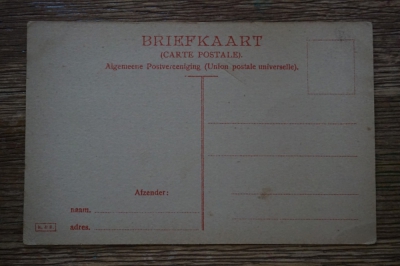 BRIEFKAART
(CARTE POSTALE).
Algemeene Postvereeniging (Union postale universelle).
Afzender:
naam.
adres.